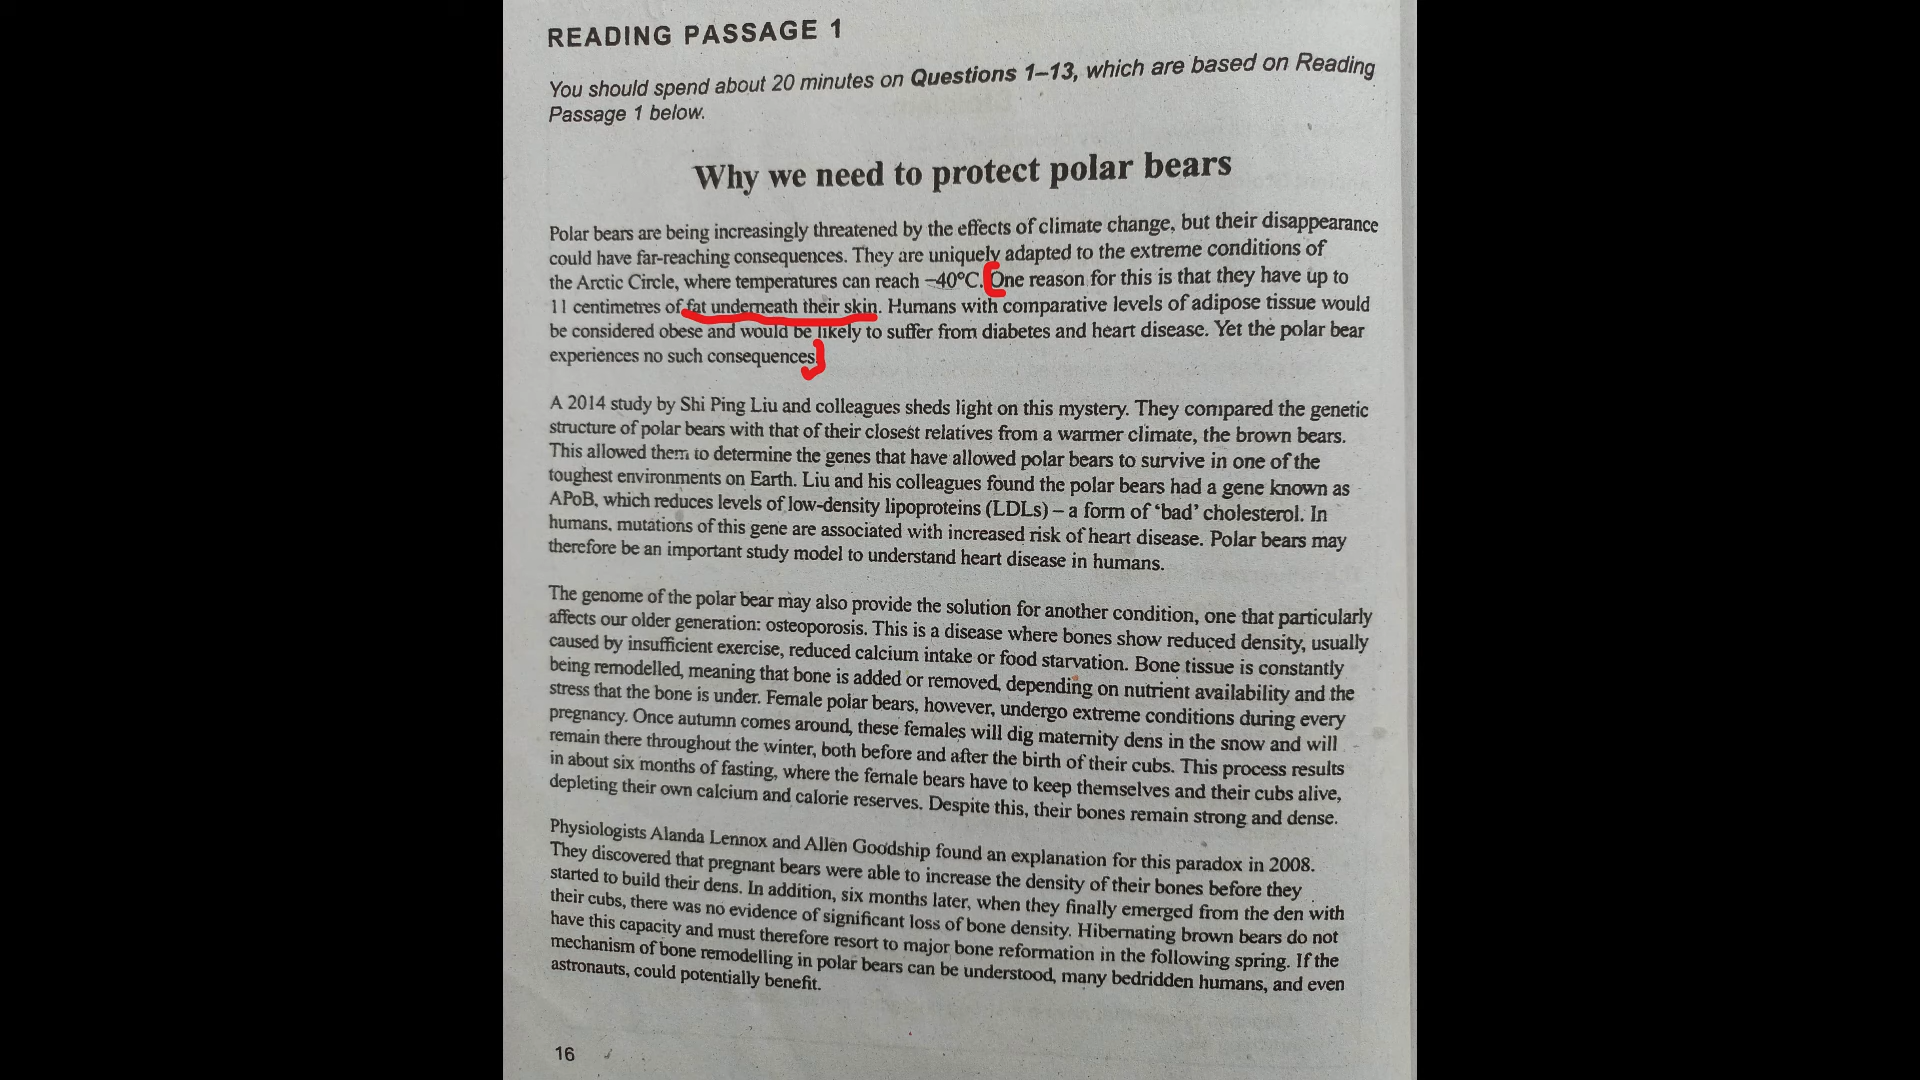 READING PASSAGE 1
You should spend about 20 minutes on Questions 1–13, which are based on Reading
Passage 1 below.
Why we need to protect polar bears
Polar bears are being increasingly threatened by the effects of climate change, but their disappearance
could have far-reaching consequences. They are uniquely adapted to the extreme conditions of
the Arctic Circle, where temperatures can reach –40°C. One reason for this is that they have up to
11 centimetres of fat underneath their skin. Humans with comparative levels of adipose tissue would
be considered obese and would be likely to suffer from diabetes and heart disease. Yet the polar bear
experiences no such consequences.
A 2014 study by Shi Ping Liu and colleagues sheds light on this mystery. They compared the genetic
structure of polar bears with that of their closest relatives from a warmer climate, the brown bears.
This allowed them to determine the genes that have allowed polar bears to survive in one of the
toughest environments on Earth. Liu and his colleagues found the polar bears had a gene known as
APoB, which reduces levels of low-density lipoproteins (LDLs) – a form of ‘bad’ cholesterol. In
humans, mutations of this gene are associated with increased risk of heart disease. Polar bears may
therefore be an important study model to understand heart disease in humans.
The genome of the polar bear may also provide the solution for another condition, one that particularly
affects our older generation: osteoporosis. This is a disease where bones show reduced density, usually
caused by insufficient exercise, reduced calcium intake or food starvation. Bone tissue is constantly
being remodelled, meaning that bone is added or removed, depending on nutrient availability and the
stress that the bone is under. Female polar bears, however, undergo extreme conditions during every
pregnancy. Once autumn comes around, these females will dig maternity dens in the snow and will
remain there throughout the winter, both before and after the birth of their cubs. This process results
in about six months of fasting, where the female bears have to keep themselves and their cubs alive,
depleting their own calcium and calorie reserves. Despite this, their bones remain strong and dense.
Physiologists Alanda Lennox and Allen Goodship found an explanation for this paradox in 2008.
They discovered that pregnant bears were able to increase the density of their bones before they
started to build their dens. In addition, six months later, when they finally emerged from the den with
their cubs, there was no evidence of significant loss of bone density. Hibernating brown bears do not
have this capacity and must therefore resort to major bone reformation in the following spring. If the
mechanism of bone remodelling in polar bears can be understood, many bedridden humans, and even
astronauts, could potentially benefit.
16